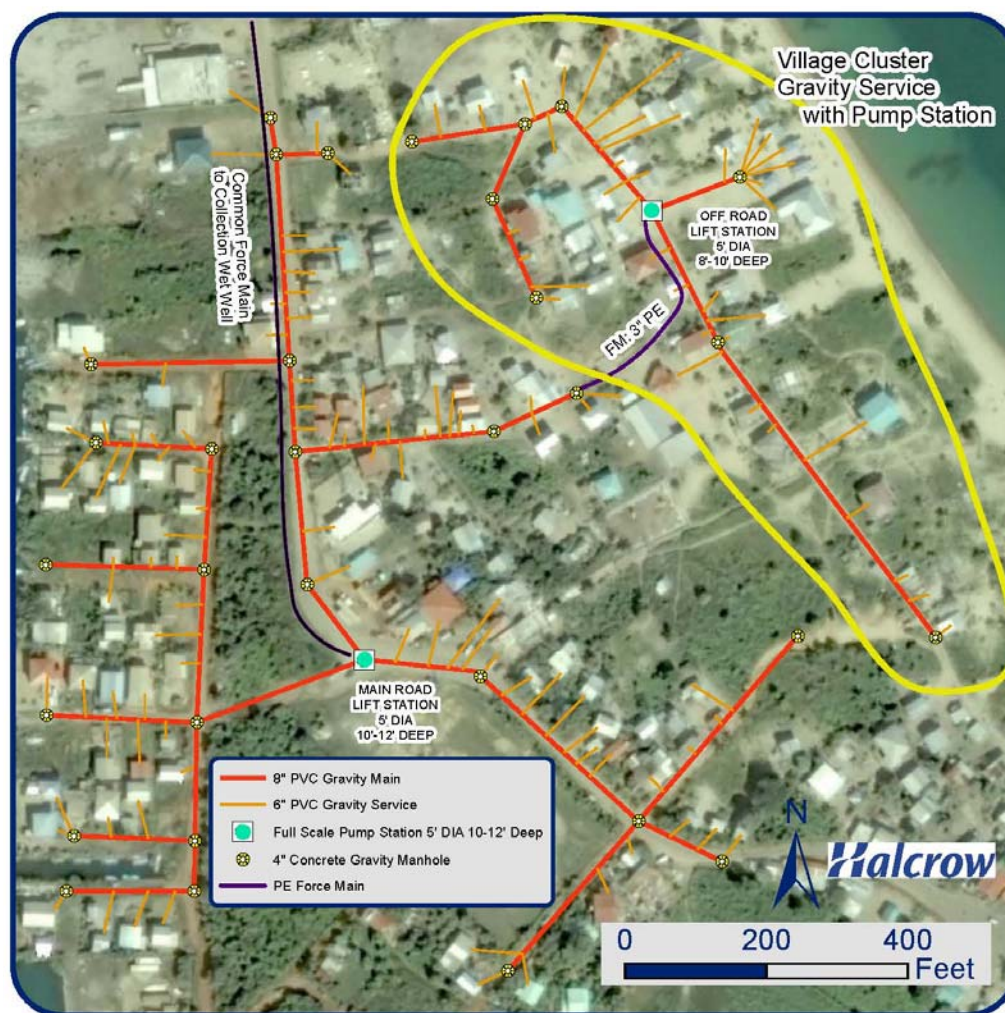 Village Cluster
Gravity Service
with Pump Station
Common Force Main
to Collection Wet Well
OFF ROAD
LIFT STATION
5' DIA
8'-10' DEEP
FM: 3" PE
MAIN ROAD
LIFT STATION
5' DIA
10'-12' DEEP
8" PVC Gravity Main
6" PVC Gravity Service
Full Scale Pump Station 5' DIA 10-12' Deep
4" Concrete Gravity Manhole
PE Force Main
N
Halcrow
0 200 400
Feet